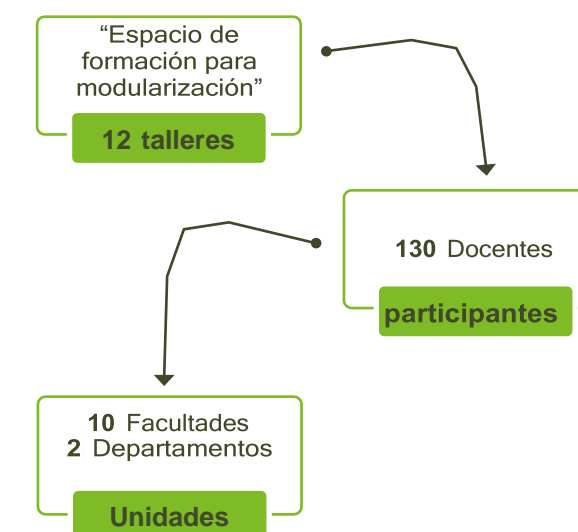 “Espacio de
formación para
modularización”
12 talleres
130 Docentes
participantes
10 Facultades
2 Departamentos
Unidades